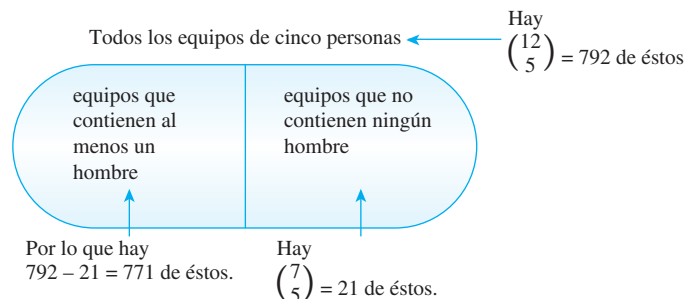 Hay
Todos los equipos de cinco personas
(12
5) = 792 de éstos
equipos que
contienen al
menos un
hombre
equipos que no
contienen ningún
hombre
Por lo que hay
792 – 21 = 771 de éstos.
Hay
(7
5) = 21 de éstos.